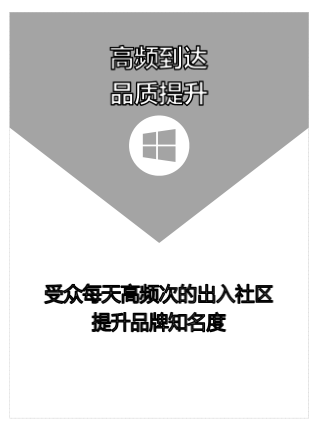 高频到达
品质提升
受众每天高频次的出入社区
提升品牌知名度